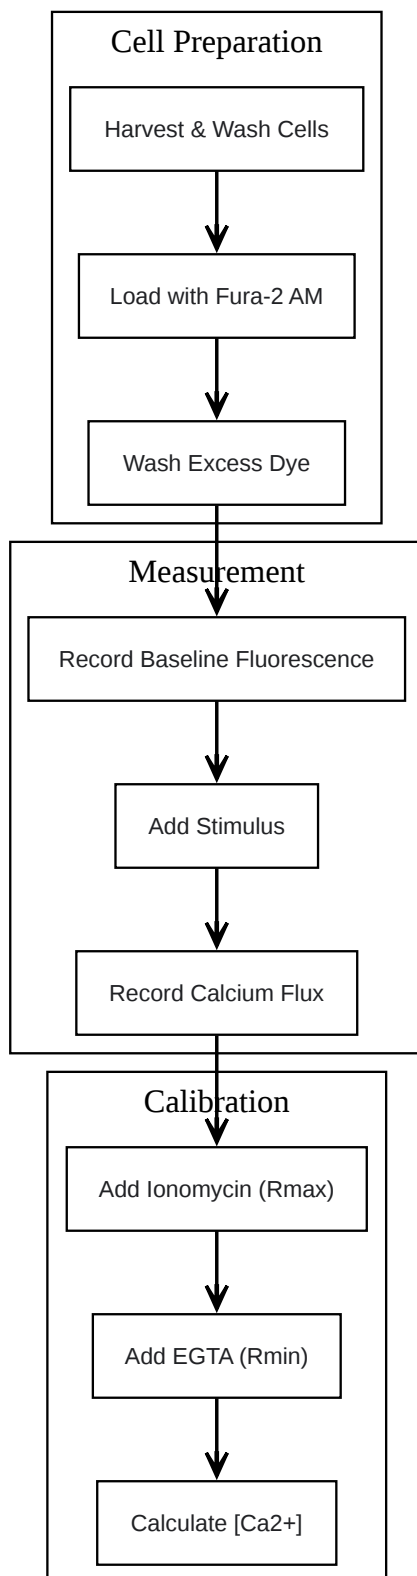 Cell Preparation
Harvest & Wash Cells
Load with Fura-2 AM
Wash Excess Dye
Measurement
Record Baseline Fluorescence
Add Stimulus
Record Calcium Flux
Calibration
Add Ionomycin (Rmax)
Add EGTA (Rmin)
Calculate [Ca2+]